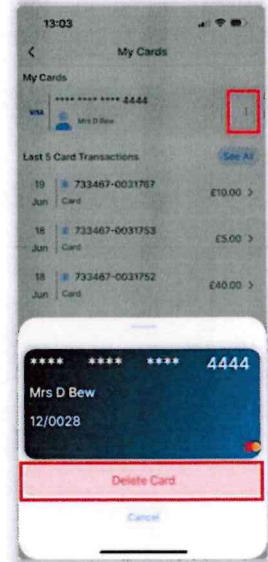 13:03
My Cards
My Cards
VISA
**** **** **** 4444
Mrs D Bew
Last 5 Card Transactions
See All
19 Jun 733467-0031767 Card £10.00 >
18 Jun 733467-0031753 Card £5.00 >
18 Jun 733467-0031752 Card £40.00 >
**** **** **** 4444
Mrs D Bew
12/0028
Delete Card
Cancel